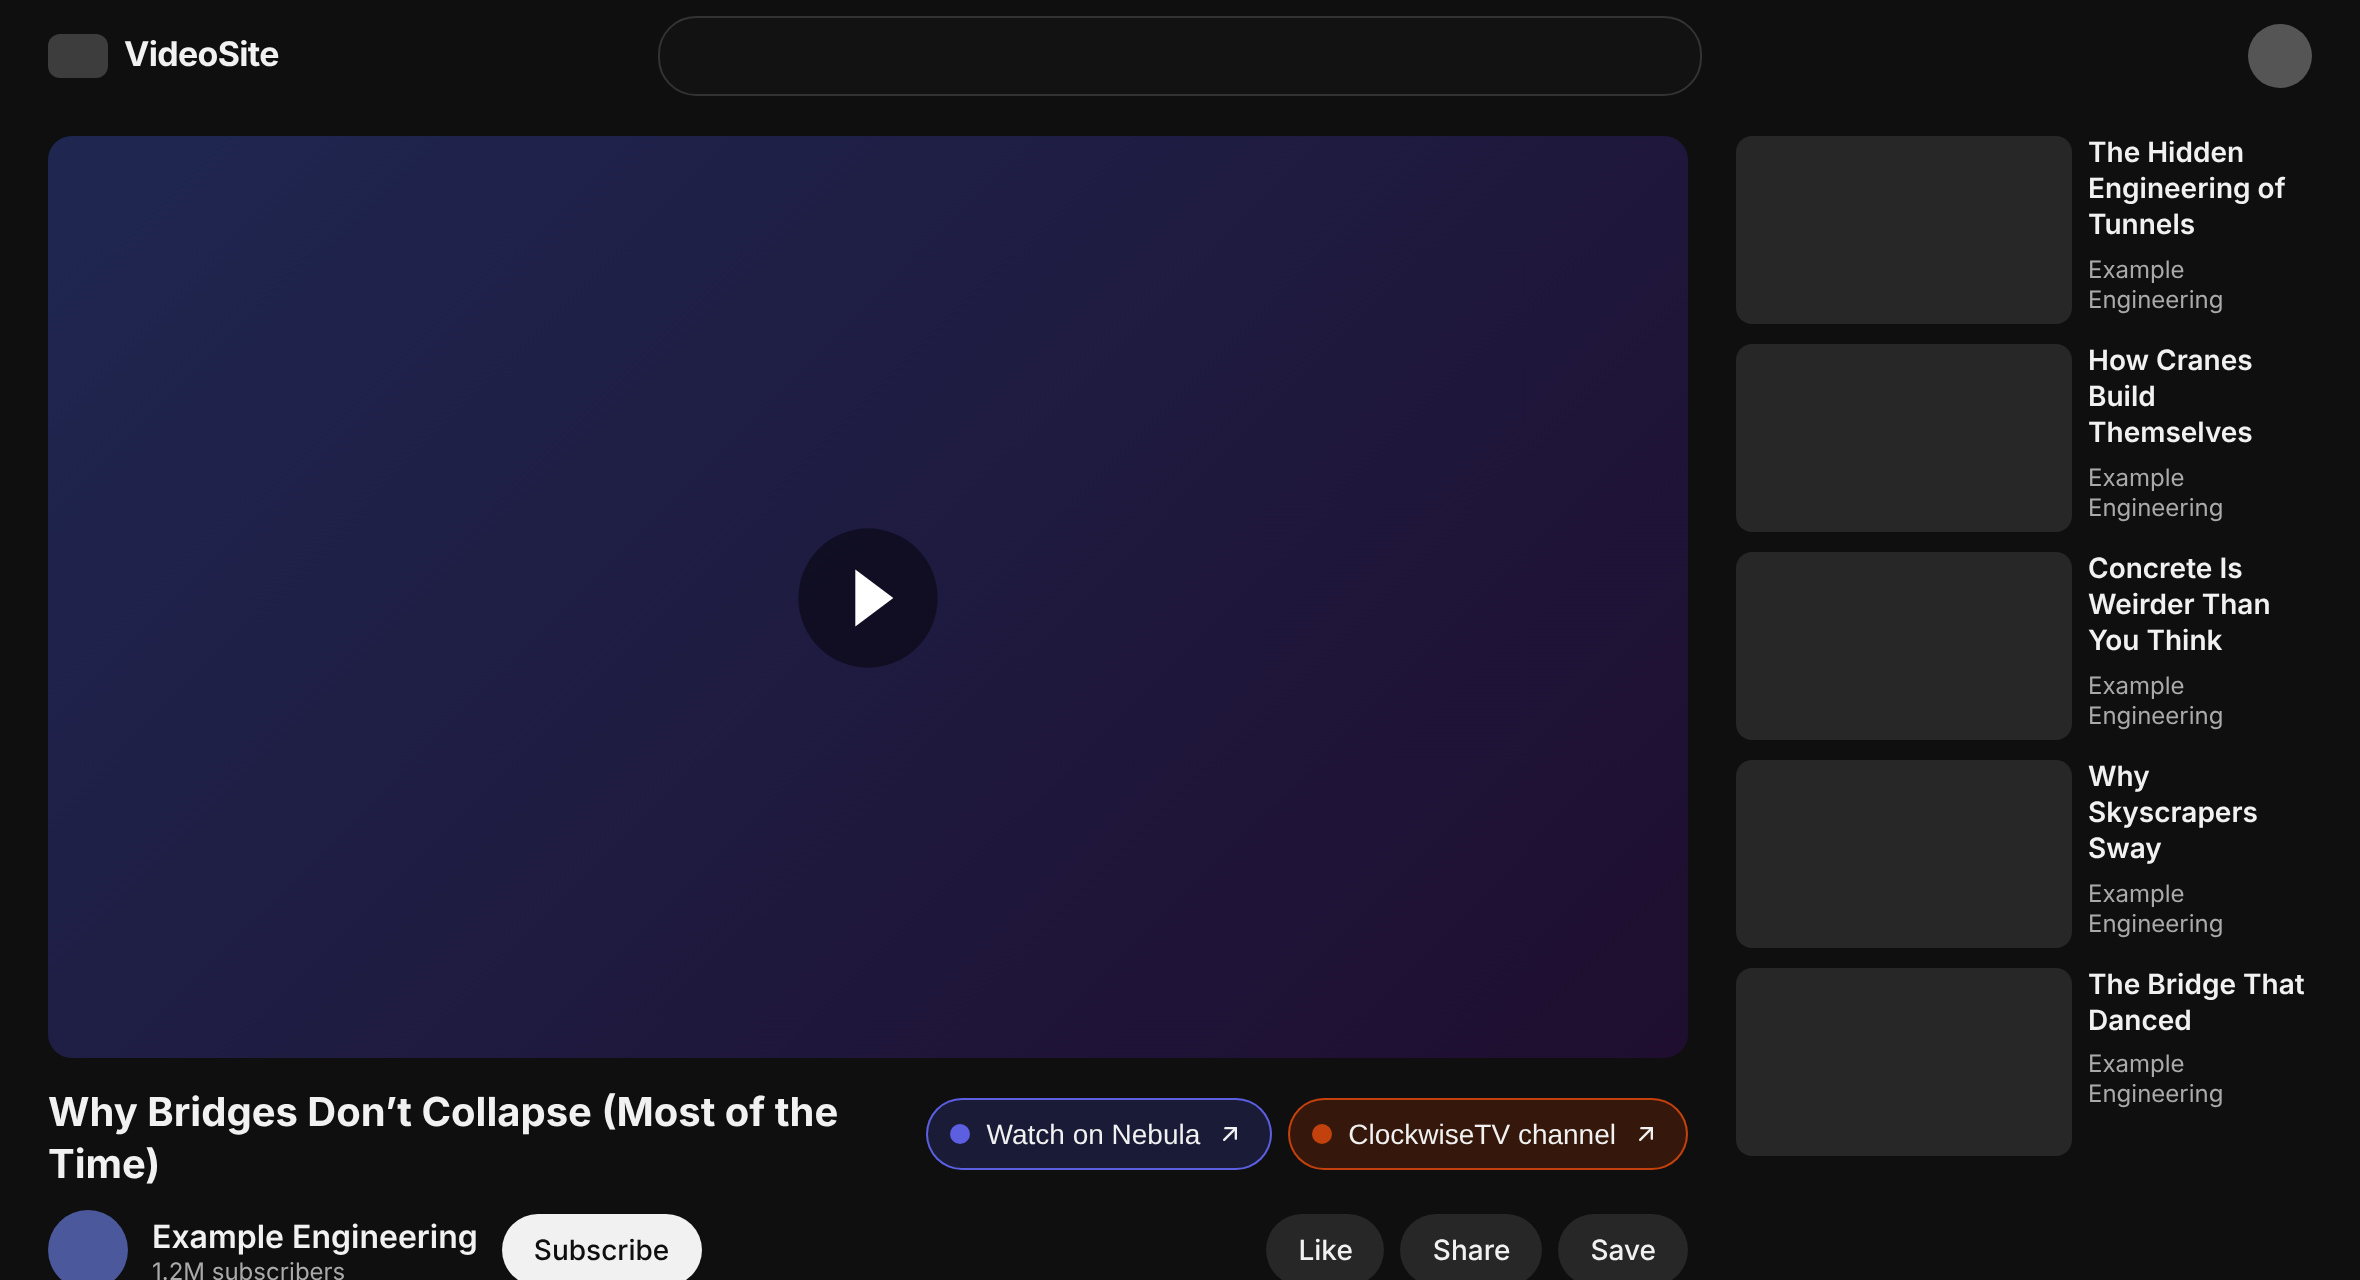 VideoSite
The Hidden
Engineering of
Tunnels
Example
Engineering
How Cranes
Build
Themselves
Example
Engineering
Concrete Is
Weirder Than
You Think
Example
Engineering
Why
Skyscrapers
Sway
Example
Engineering
The Bridge That
Danced
Example
Engineering
Why Bridges Don’t Collapse (Most of the
Time)
Watch on Nebula
ClockwiseTV channel
Example Engineering
1.2M subscribers
Subscribe
Like
Share
Save